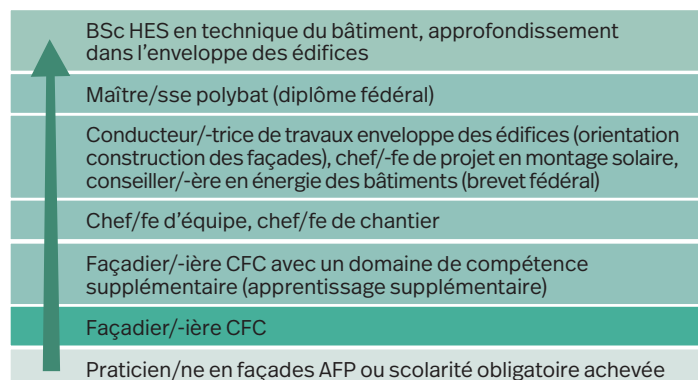 BSc HES en technique du bâtiment, approfondissement
dans l’enveloppe des édifices
Maître/sse polybat (diplôme fédéral)
Conducteur/-trice de travaux enveloppe des édifices (orientation
construction des façades), chef/-fe de projet en montage solaire,
conseiller/-ère en énergie des bâtiments (brevet fédéral)
Chef/fe d’équipe, chef/fe de chantier
Façadier/-ière CFC avec un domaine de compétence
supplémentaire (apprentissage supplémentaire)
Façadier/-ière CFC
Praticien/ne en façades AFP ou scolarité obligatoire achevée